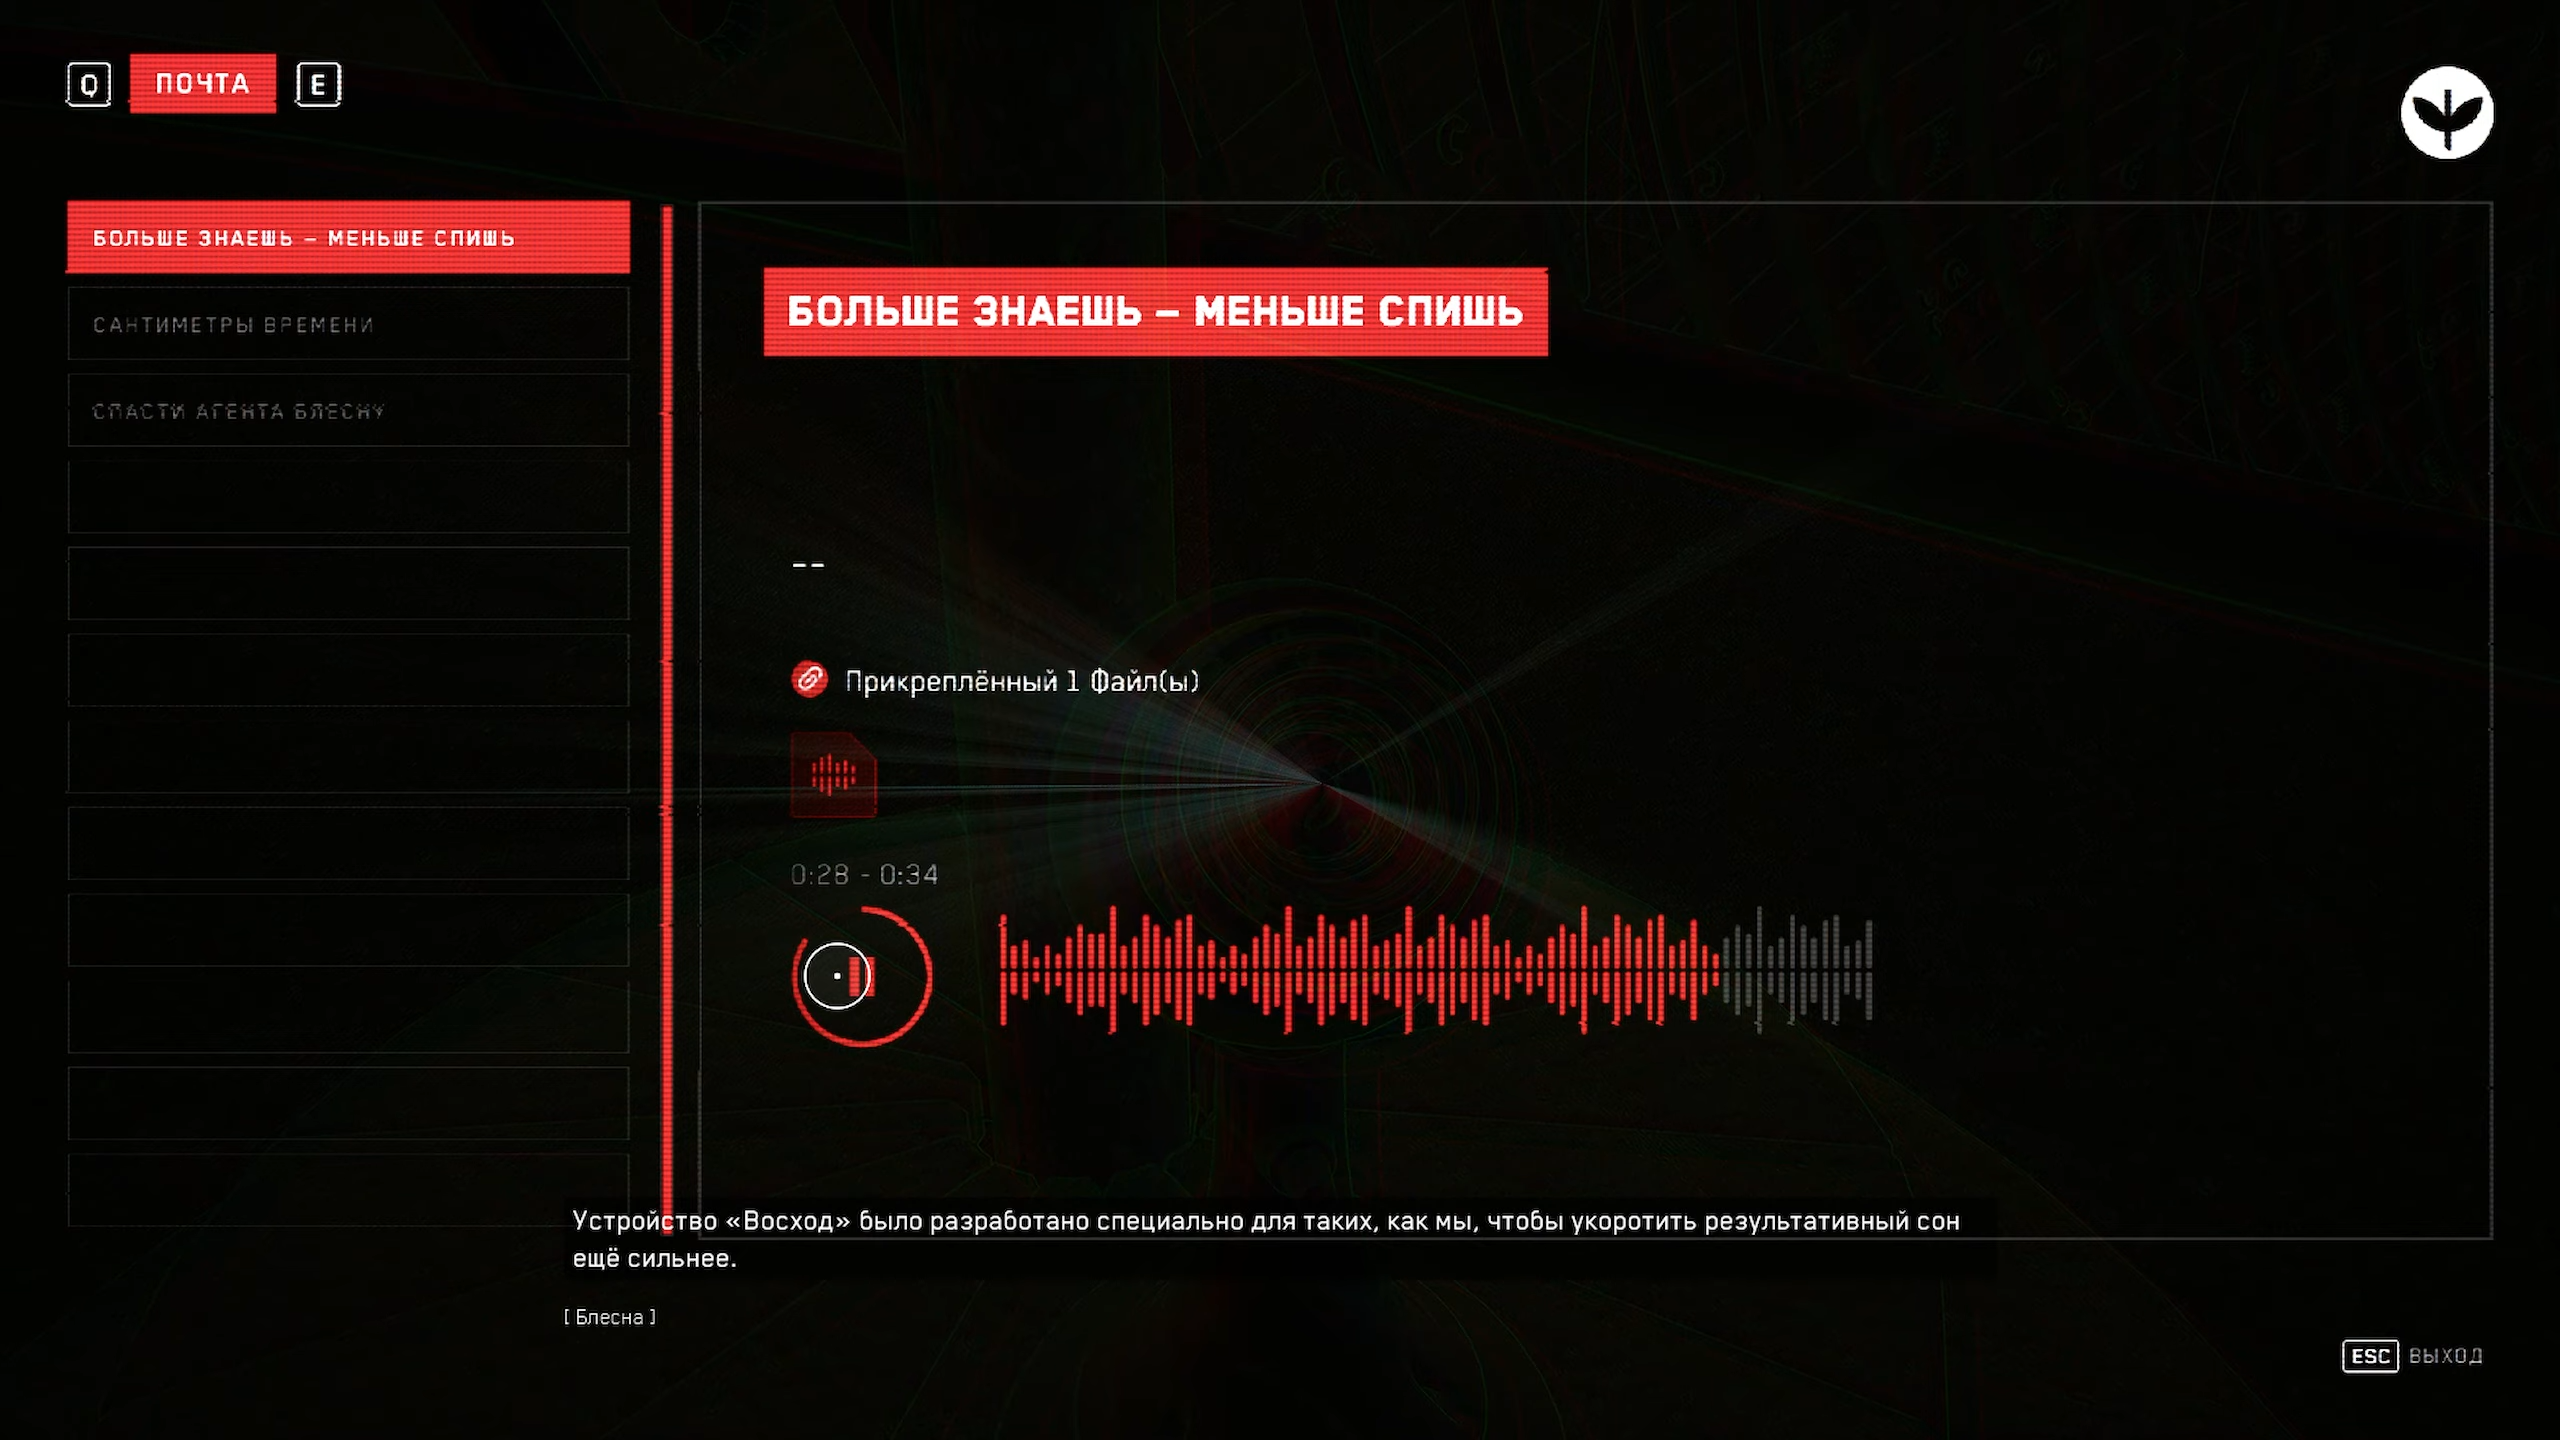 Q ПОЧТА E
БОЛЬШЕ ЗНАЕШЬ – МЕНЬШЕ СПИШЬ
САНТИМЕТРЫ ВРЕМЕНИ
СПАСТИ АГЕНТА БЛЕСНУ
БОЛЬШЕ ЗНАЕШЬ – МЕНЬШЕ СПИШЬ
--
Прикреплённый 1 Файл(ы)
0:28 - 0:34
Устройство «Восход» было разработано специально для таких, как мы, чтобы укоротить результативный сон
ещё сильнее.
[ Блесна ]
ESC ВЫХОД